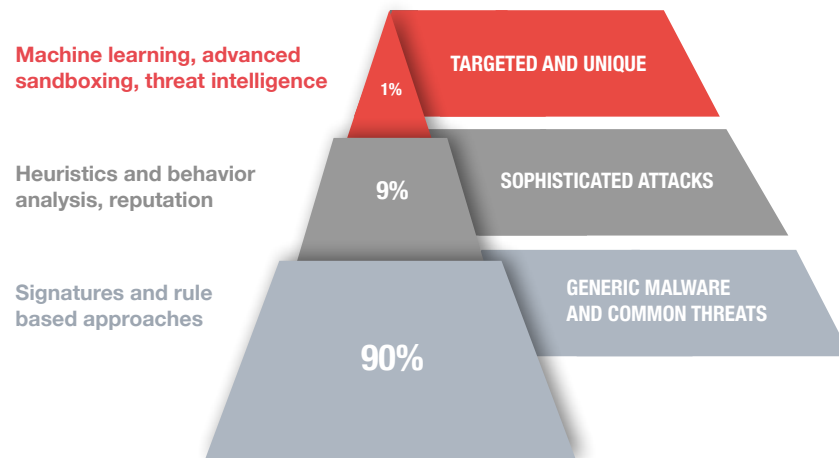 Machine learning, advanced
sandboxing, threat intelligence
1%
TARGETED AND UNIQUE
Heuristics and behavior
analysis, reputation
9%
SOPHISTICATED ATTACKS
Signatures and rule
based approaches
90%
GENERIC MALWARE
AND COMMON THREATS